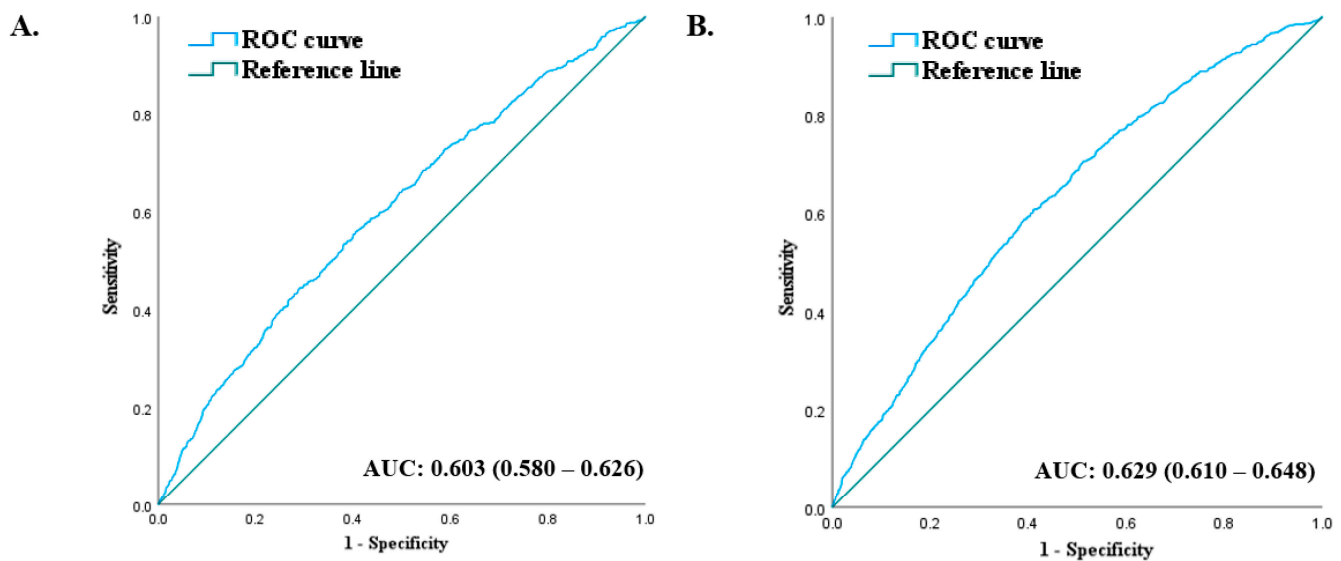 A.
ROC curve
Reference line
1.0
0.8
0.6
0.4
0.2
0.0
Sensitivity
AUC: 0.603 (0.580 – 0.626)
0.0 0.2 0.4 0.6 0.8 1.0
1 - Specificity
B.
ROC curve
Reference line
1.0
0.8
0.6
0.4
0.2
0.0
Sensitivity
AUC: 0.629 (0.610 – 0.648)
0.0 0.2 0.4 0.6 0.8 1.0
1 - Specificity